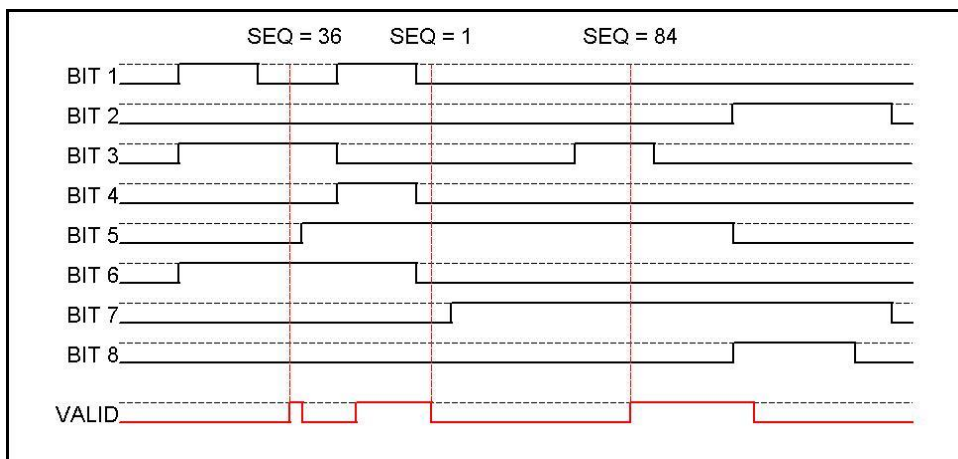 SEQ = 36 SEQ = 1 SEQ = 84
BIT 1
BIT 2
BIT 3
BIT 4
BIT 5
BIT 6
BIT 7
BIT 8
VALID